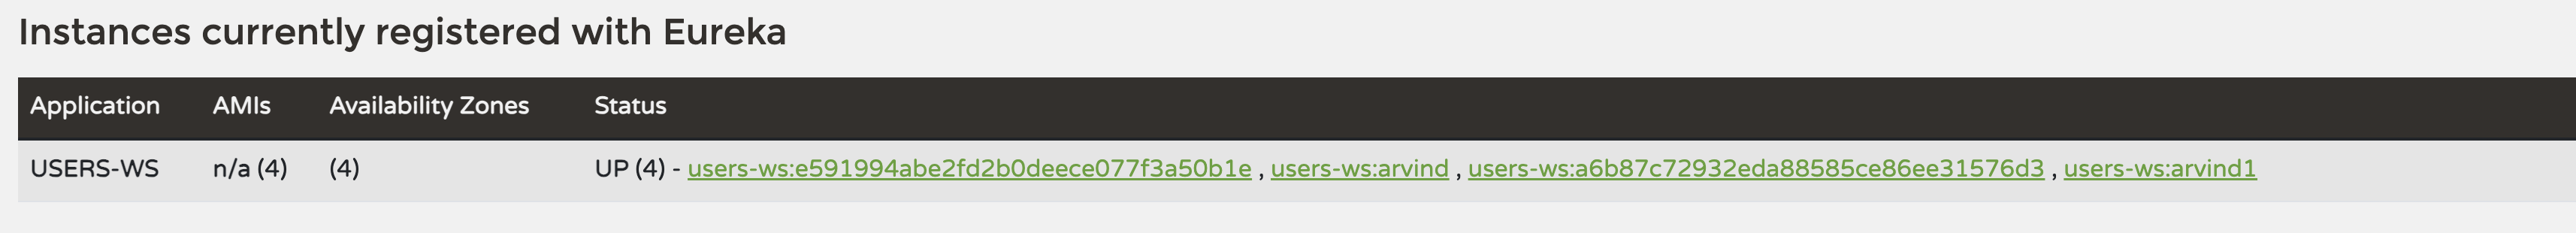 Instances currently registered with Eureka
Application AMIs Availability Zones Status
USERS-WS n/a (4) (4) UP (4) - users-ws:e591994abe2fd2b0deece077f3a50b1e , users-ws:arvind , users-ws:a6b87c72932eda88585ce86ee31576d3 , users-ws:arvind1